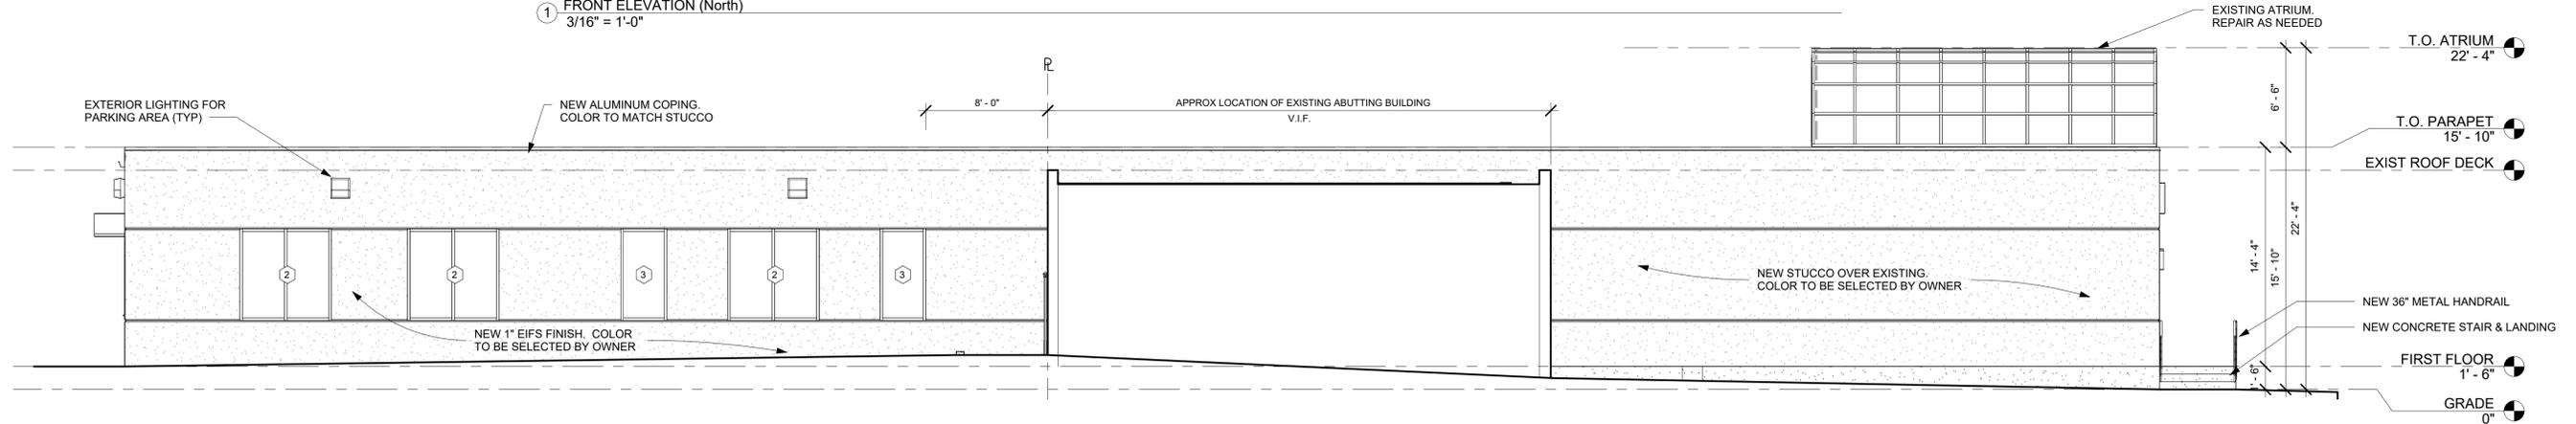 1
FRONT ELEVATION (North)
3/16" = 1'-0"
EXISTING ATRIUM.
REPAIR AS NEEDED
T.O. ATRIUM
22' - 4"
PL
EXTERIOR LIGHTING FOR
PARKING AREA (TYP)
NEW ALUMINUM COPING.
COLOR TO MATCH STUCCO
8' - 0"
APPROX LOCATION OF EXISTING ABUTTING BUILDING
V.I.F.
6' - 6"
T.O. PARAPET
15' - 10"
EXIST ROOF DECK
22' - 4"
14' - 4"
15' - 10"
2
2
3
2
3
NEW STUCCO OVER EXISTING.
COLOR TO BE SELECTED BY OWNER
NEW 36" METAL HANDRAIL
NEW CONCRETE STAIR & LANDING
NEW 1" EIFS FINISH. COLOR
TO BE SELECTED BY OWNER
FIRST FLOOR
1' - 6"
1' - 6"
GRADE
0"